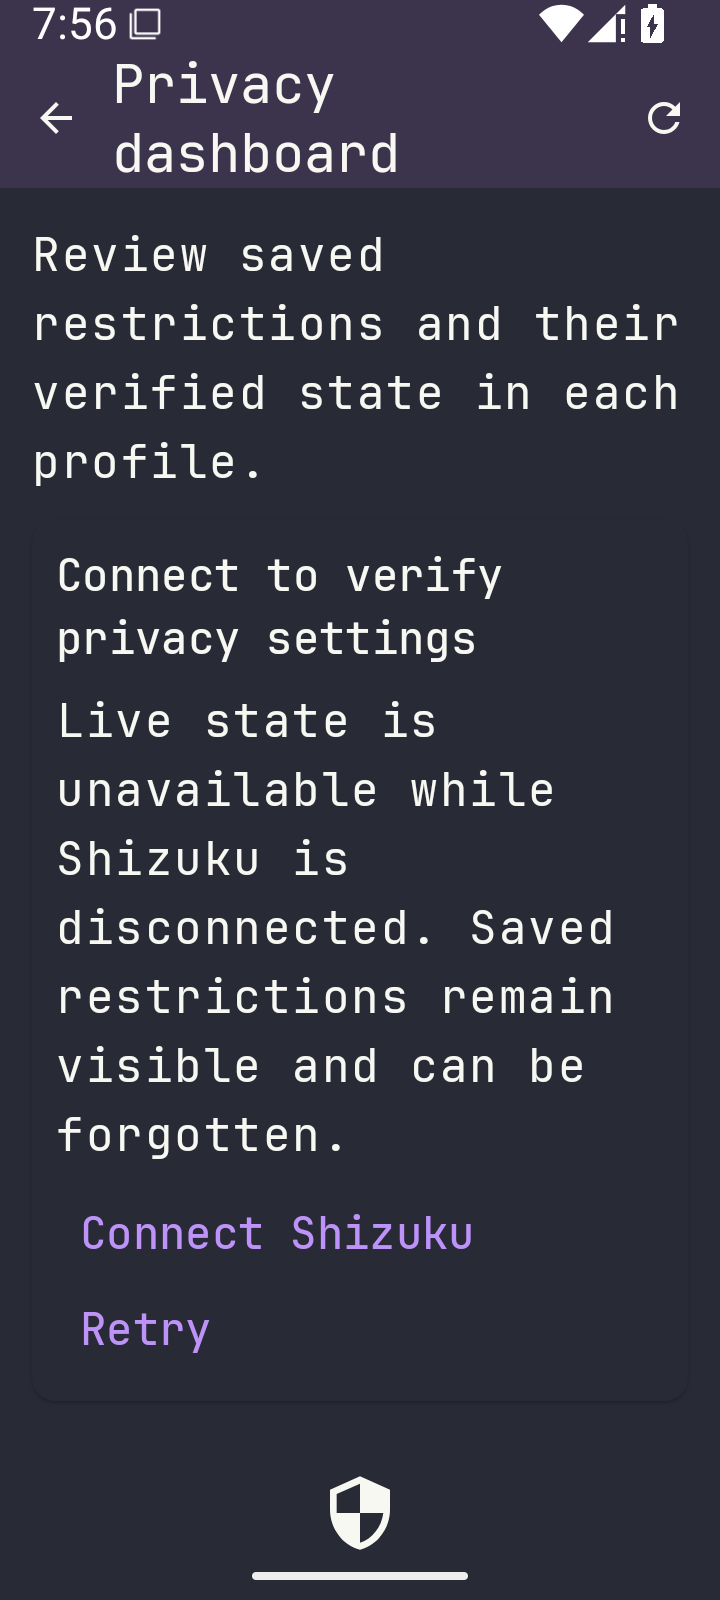 7:56
Privacy
dashboard
Review saved
restrictions and their
verified state in each
profile.
Connect to verify
privacy settings
Live state is
unavailable while
Shizuku is
disconnected. Saved
restrictions remain
visible and can be
forgotten.
Connect Shizuku
Retry